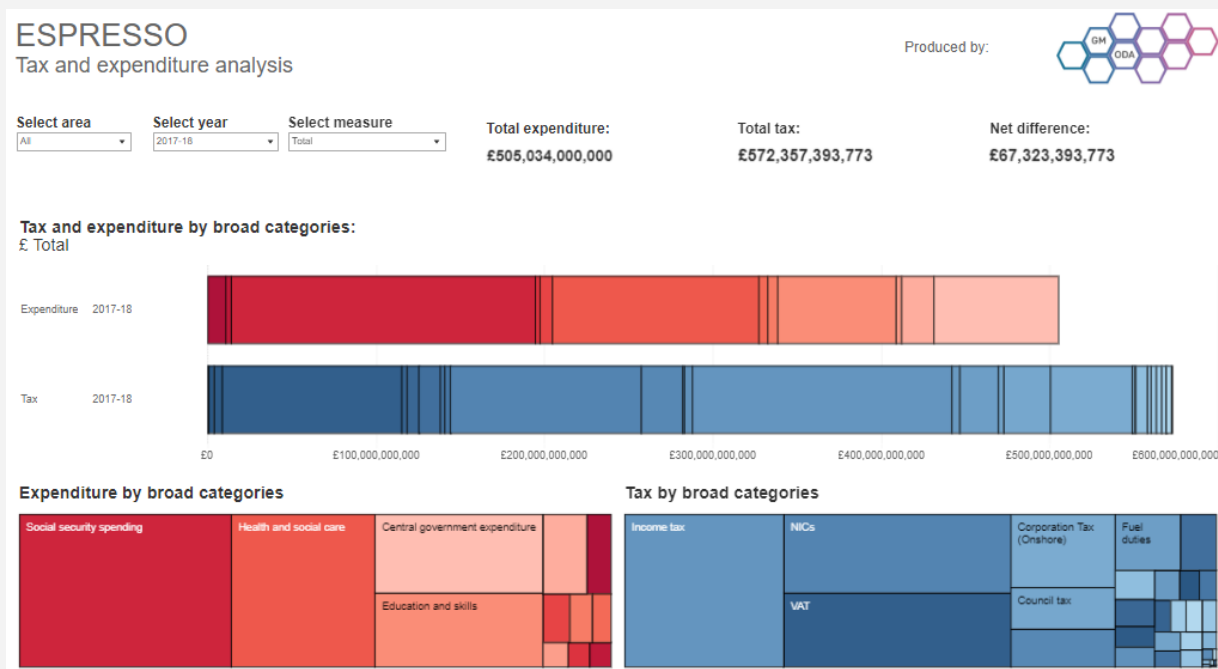 ESPRESSO
Tax and expenditure analysis
Produced by:
GM
ODA
Select area
Select year
Select measure
All
2017-18
Total
Total expenditure:
Total tax:
Net difference:
£505,034,000,000
£572,357,393,773
£67,323,393,773
Tax and expenditure by broad categories:
£ Total
Expenditure 2017-18
Tax 2017-18
£0 £100,000,000,000 £200,000,000,000 £300,000,000,000 £400,000,000,000 £500,000,000,000 £600,000,000,000
Expenditure by broad categories
Social security spending
Health and social care
Central government expenditure
Education and skills
Tax by broad categories
Income tax
NICs
VAT
Corporation Tax
(Onshore)
Council tax
Fuel
duties